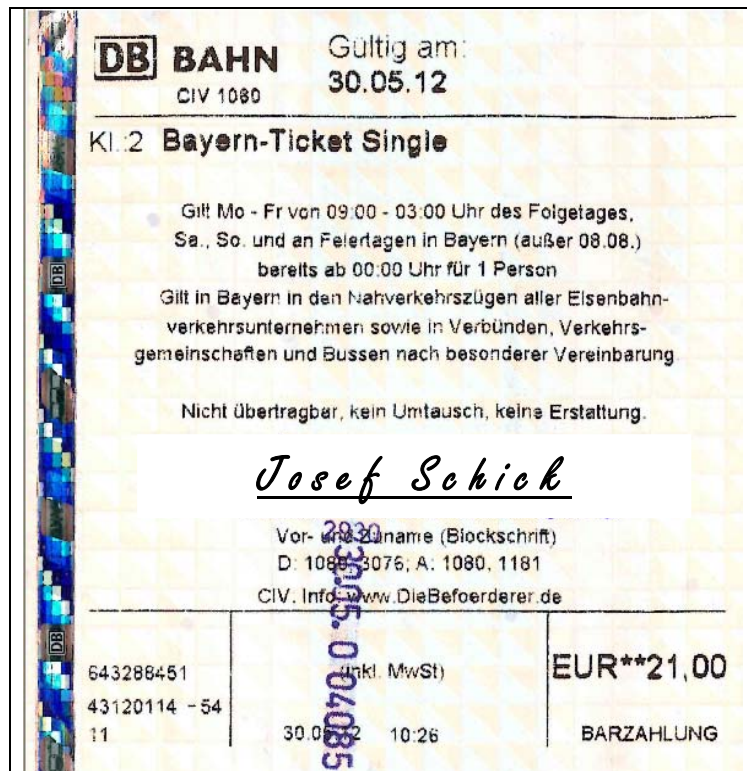 DB BAHN
CIV 1080
Gültig am:
30.05.12
Kl.:2 Bayern-Ticket Single
Gilt Mo - Fr von 09:00 - 03:00 Uhr des Folgetages,
Sa., So. und an Feiertagen in Bayern (außer 08.08.)
bereits ab 00:00 Uhr für 1 Person
Gilt in Bayern in den Nahverkehrszügen aller Eisenbahn-
verkehrsunternehmen sowie in Verbünden, Verkehrs-
gemeinschaften und Bussen nach besonderer Vereinbarung
Nicht übertragbar, kein Umtausch, keine Erstattung.
Josef Schick
Vor- und Zuname (Blockschrift)
D: 1080, 3076; A: 1080, 1181
CIV. Info: www.DieBefoerderer.de
643288451
43120114 -54
11
(inkl. MwSt)
30.05.12 10:26
EUR**21,00
BARZAHLUNG
DB
DB